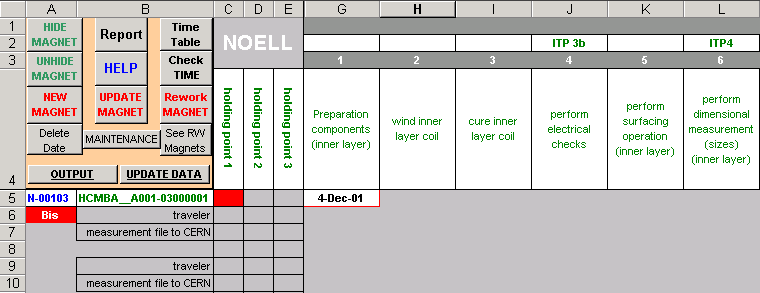 A B C D E G H I J K L
1 HIDE MAGNET Report Time Table NOELL
2 ITP 3b ITP4
3 UNHIDE MAGNET HELP Check TIME 1 2 3 4 5 6
NEW MAGNET UPDATE MAGNET Rework MAGNET
Delete Date MAINTENANCE See RW Magnets
4 OUTPUT UPDATE DATA
holding point 1
holding point 2
holding point 3
Preparation components (inner layer)
wind inner layer coil
cure inner layer coil
perform electrical checks
perform surfacing operation (inner layer)
perform dimensional measurement (sizes) (inner layer)
5 N-00103 HCMBA__A001-03000001 4-Dec-01
6 Bis traveler
7 measurement file to CERN
8
9 traveler
10 measurement file to CERN